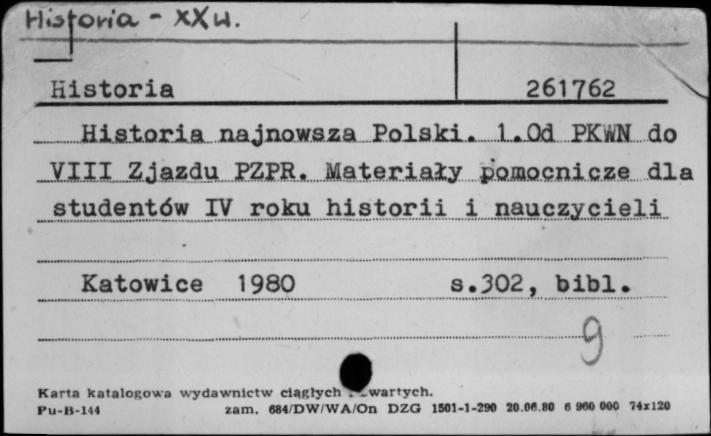 Historia - XX w.
Historia 261762
Historia najnowsza Polski. 1.Od PKWN do
VIII Zjazdu PZPR. Materiały pomocnicze dla
studentów IV roku historii i nauczycieli
Katowice 1980 s.302, bibl.
9
Karta katalogowa wydawnictw ciągłych
Pu-B-144 zam. 684/DW/WA/On DZG 1501-1-290 20.06.80 6 960 000 74x120